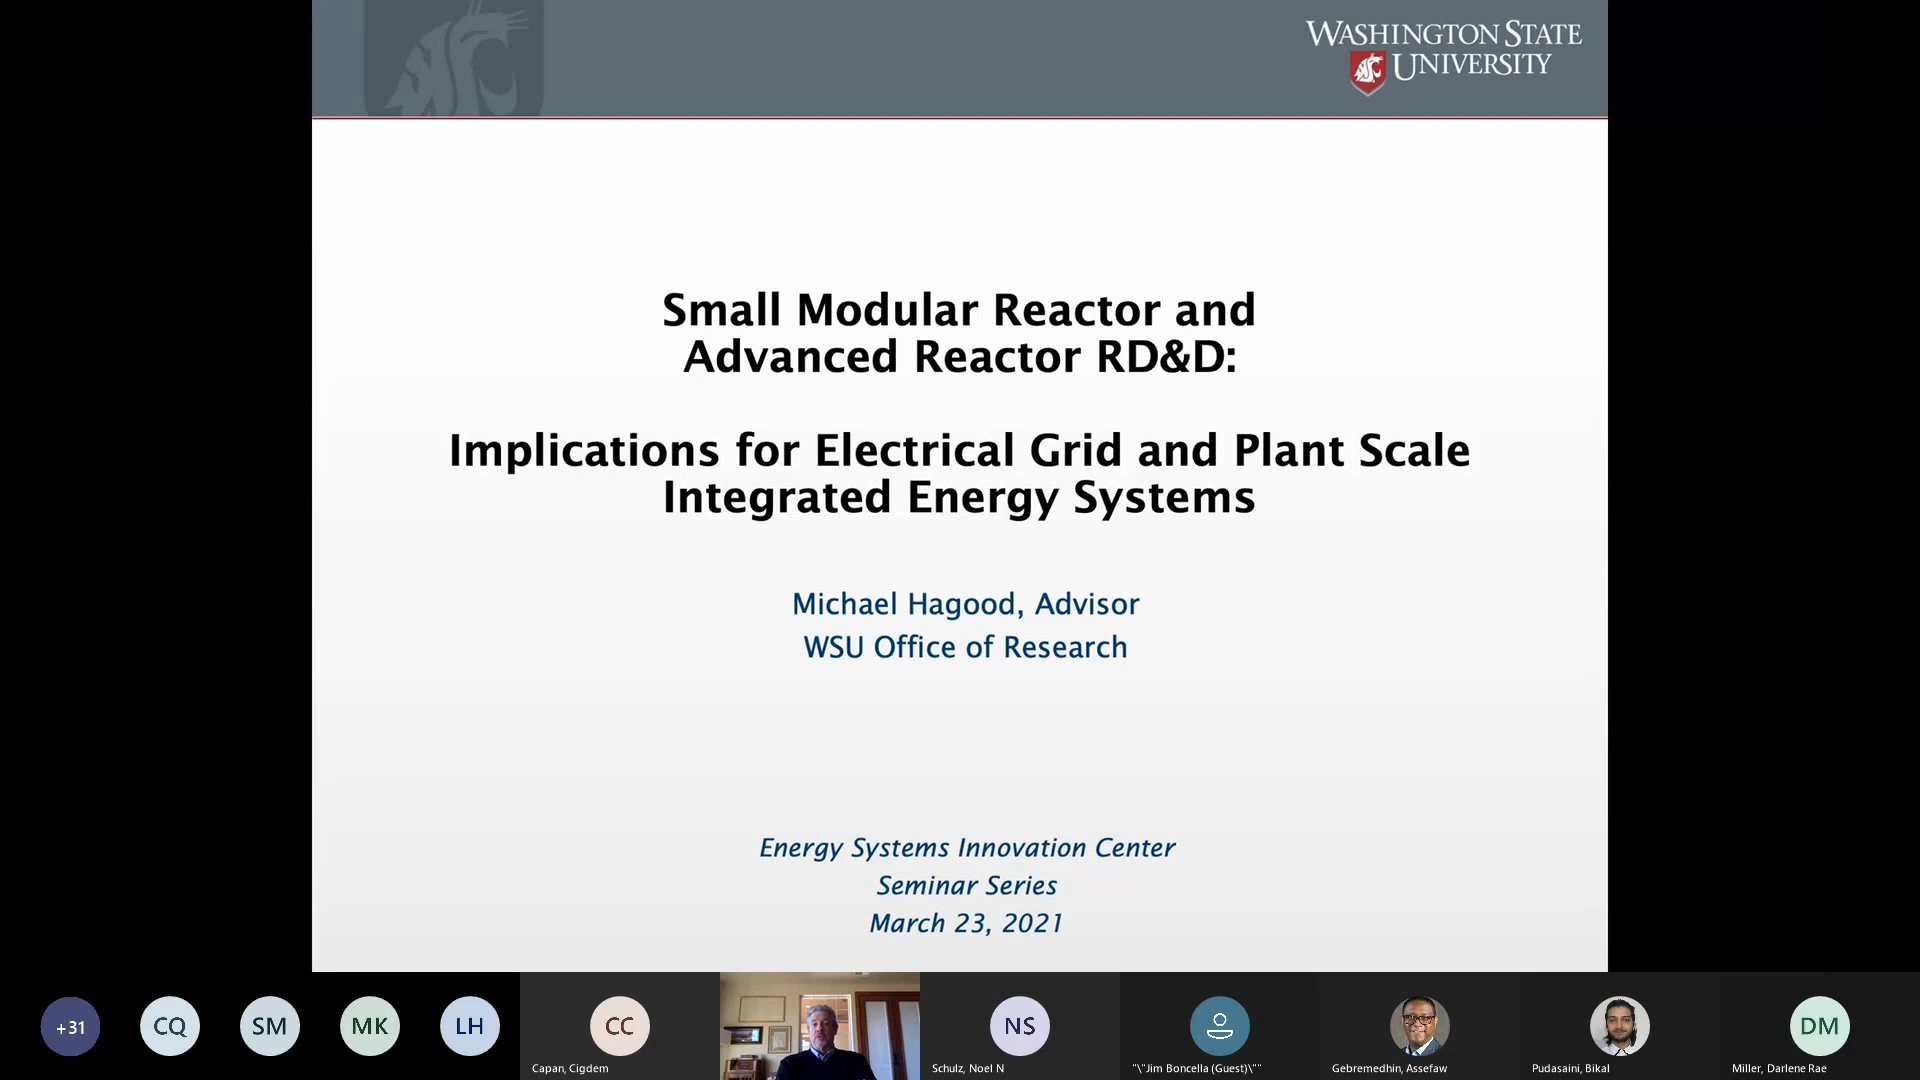 WASHINGTON STATE
UNIVERSITY
Small Modular Reactor and
Advanced Reactor RD&D:
Implications for Electrical Grid and Plant Scale
Integrated Energy Systems
Michael Hagood, Advisor
WSU Office of Research
Energy Systems Innovation Center
Seminar Series
March 23, 2021
+31
CQ
SM
MK
LH
CC
NS
DM
Capan, Cigdem
Schulz, Noel N
"\"Jim Boncella (Guest)\""
Gebremedhin, Assefaw
Pudasaini, Bikal
Miller, Darlene Rae